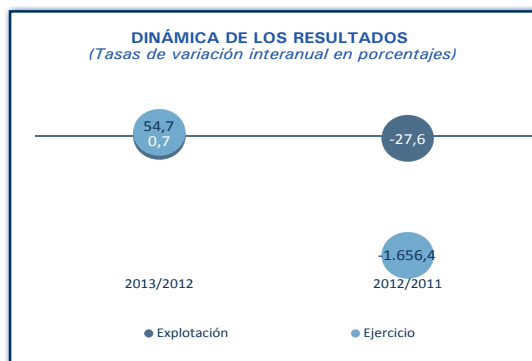 DINÁMICA DE LOS RESULTADOS
(Tasas de variación interanual en porcentajes)
54,7
0,7
-27,6
-1.656,4
2013/2012
2012/2011
Explotación
Ejercicio